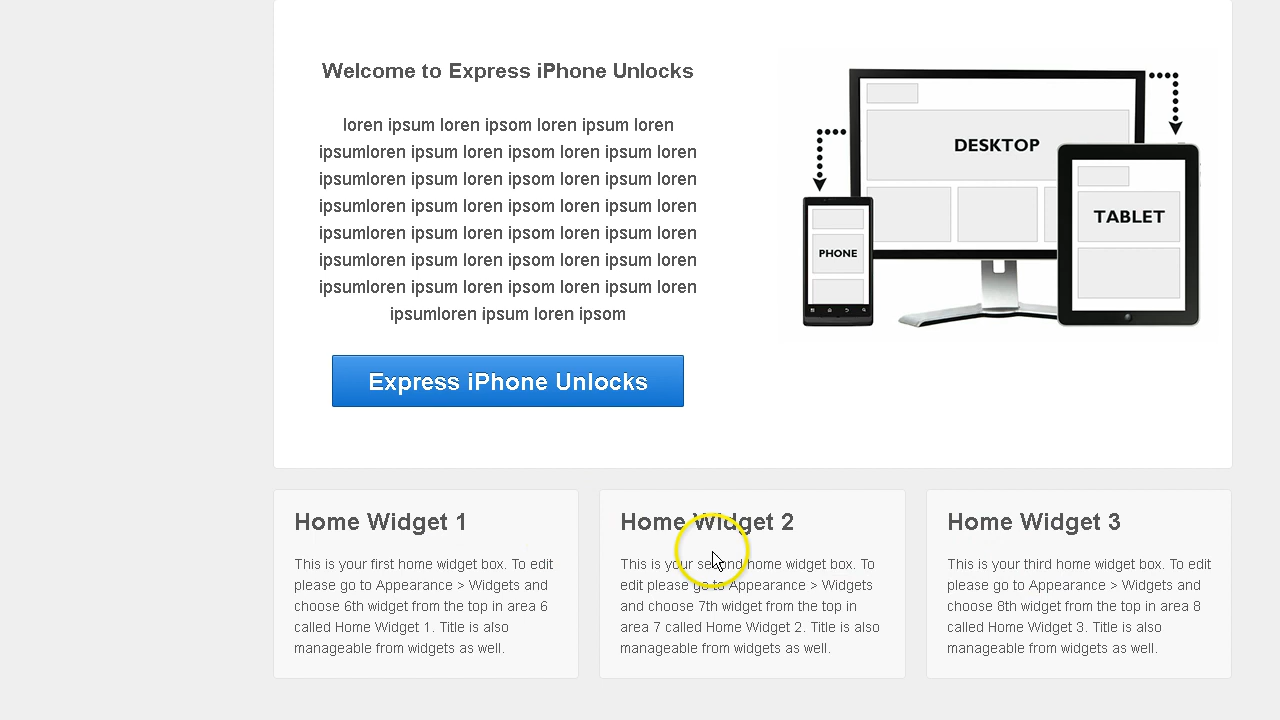 Welcome to Express iPhone Unlocks
loren ipsum loren ipsom loren ipsum loren
ipsumloren ipsum loren ipsom loren ipsum loren
ipsumloren ipsum loren ipsom loren ipsum loren
ipsumloren ipsum loren ipsom loren ipsum loren
ipsumloren ipsum loren ipsom loren ipsum loren
ipsumloren ipsum loren ipsom loren ipsum loren
ipsumloren ipsum loren ipsom loren ipsum loren
ipsumloren ipsum loren ipsom
Express iPhone Unlocks
DESKTOP
TABLET
PHONE
Home Widget 1
This is your first home widget box. To edit
please go to Appearance > Widgets and
choose 6th widget from the top in area 6
called Home Widget 1. Title is also
manageable from widgets as well.
Home Widget 2
This is your second home widget box. To
edit please go to Appearance > Widgets
and choose 7th widget from the top in
area 7 called Home Widget 2. Title is also
manageable from widgets as well.
Home Widget 3
This is your third home widget box. To edit
please go to Appearance > Widgets and
choose 8th widget from the top in area 8
called Home Widget 3. Title is also
manageable from widgets as well.